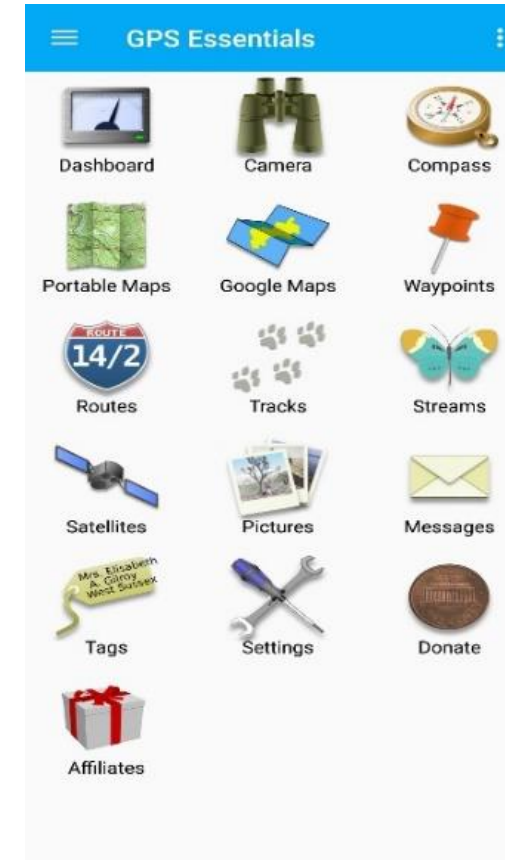 GPS Essentials
Dashboard
Camera
Compass
Portable Maps
Google Maps
Waypoints
ROUTE
14/2
Routes
Tracks
Streams
Satellites
Pictures
Messages
Mrs. Elisabeth
A. Gilroy
West Sussex
Tags
Settings
Donate
Affiliates